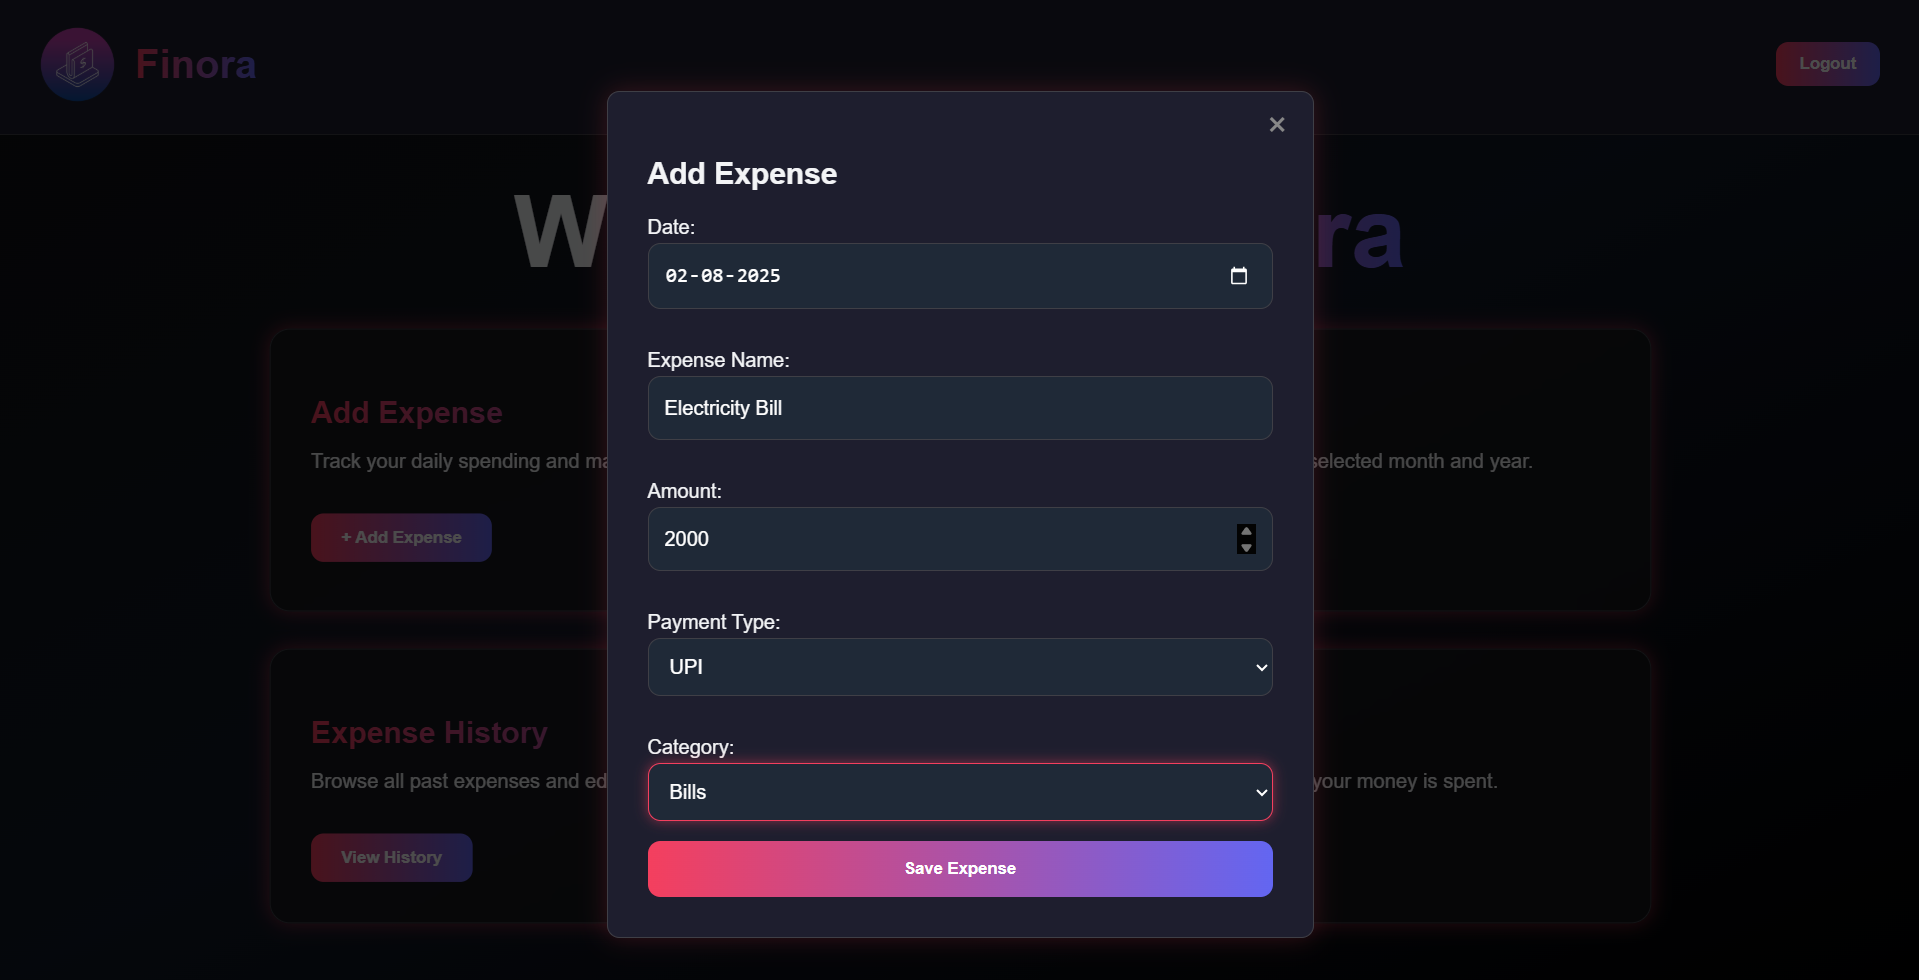 Finora
Logout
×
Add Expense
Date:
02-08-2025
Expense Name:
Electricity Bill
Amount:
2000
Payment Type:
UPI
Category:
Bills
Save Expense
W
ra
Add Expense
Track your daily spending and ma
+ Add Expense
selected month and year.
Expense History
Browse all past expenses and ed
View History
your money is spent.